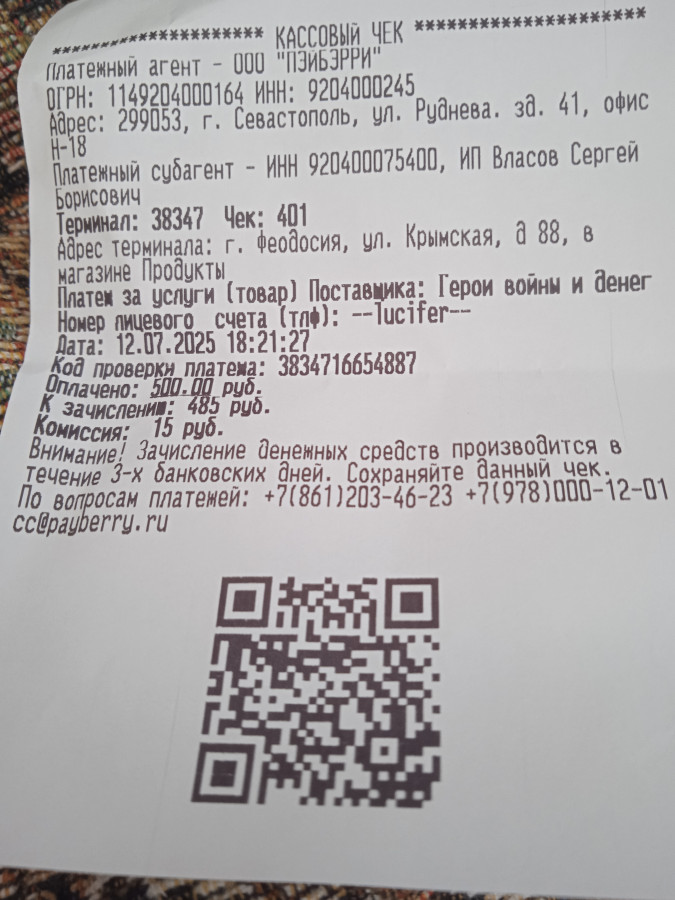 ******************** КАССОВЫЙ ЧЕК *********************
Платежный агент - ООО "ПЭЙБЭРРИ"
ОГРН: 1149204000164 ИНН: 9204000245
Адрес: 299053, г. Севастополь, ул. Руднева. зд. 41, офис
Н-18
Платежный субагент - ИНН 920400075400, ИП Власов Сергей
Борисович
Терминал: 38347 Чек: 401
Адрес терминала: г. Феодосия, ул. Крымская, д 88, в
магазине Продукты
Платеж за услуги (товар) Поставщика: Герои войны и денег
Номер лицевого счета (тлф): --lucifer--
Дата: 12.07.2025 18:21:27
Код проверки платежа: 3834716654887
Оплачено: 500.00 руб.
К зачислению: 485 руб.
Комиссия: 15 руб.
Внимание! Зачисление денежных средств производится в
течение 3-х банковских дней. Сохраняйте данный чек.
По вопросам платежей: +7(861)203-46-23 +7(978)000-12-01
cc@payberry.ru